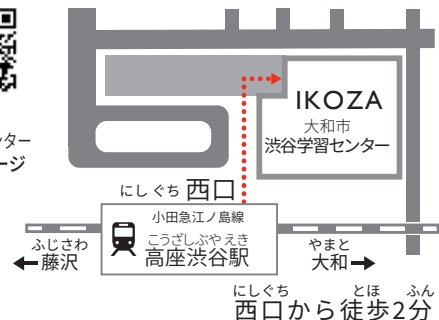 ンター
ージ
IKOZA
大和市
渋谷学習センター
にしぐち 西口
小田急江ノ島線
こうざしぶやえき
高座渋谷駅
ふじさわ
←藤沢
やまと
大和→
にしぐち とほ ふん
西口から徒歩2分